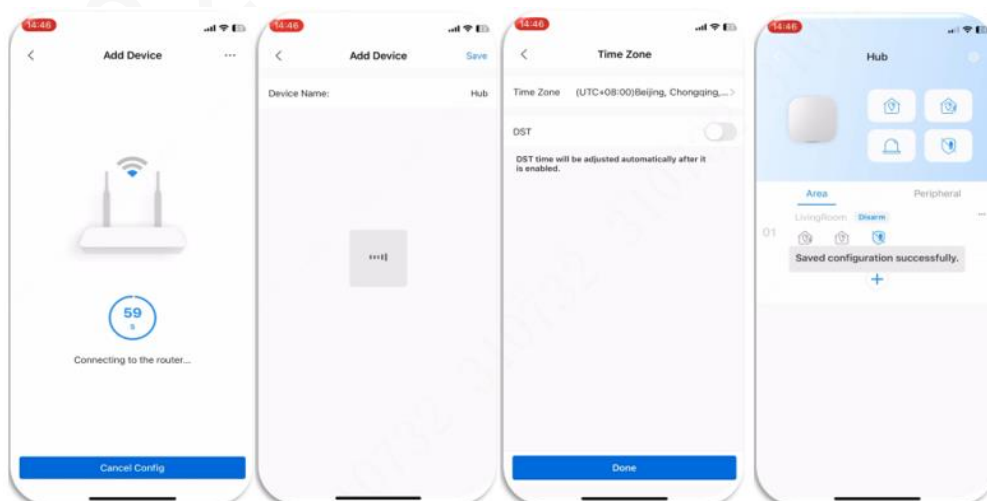 14:46
Add Device
...
59
s
Connecting to the router...
Cancel Config
14:46
Add Device
Save
Device Name:
Hub
14:46
Time Zone
Time Zone (UTC+08:00)Beijing, Chongqing,...
DST
DST time will be adjusted automatically after it
is enabled.
Done
14:46
Hub
Area
Peripheral
LivingRoom Disarm
01
Saved configuration successfully.